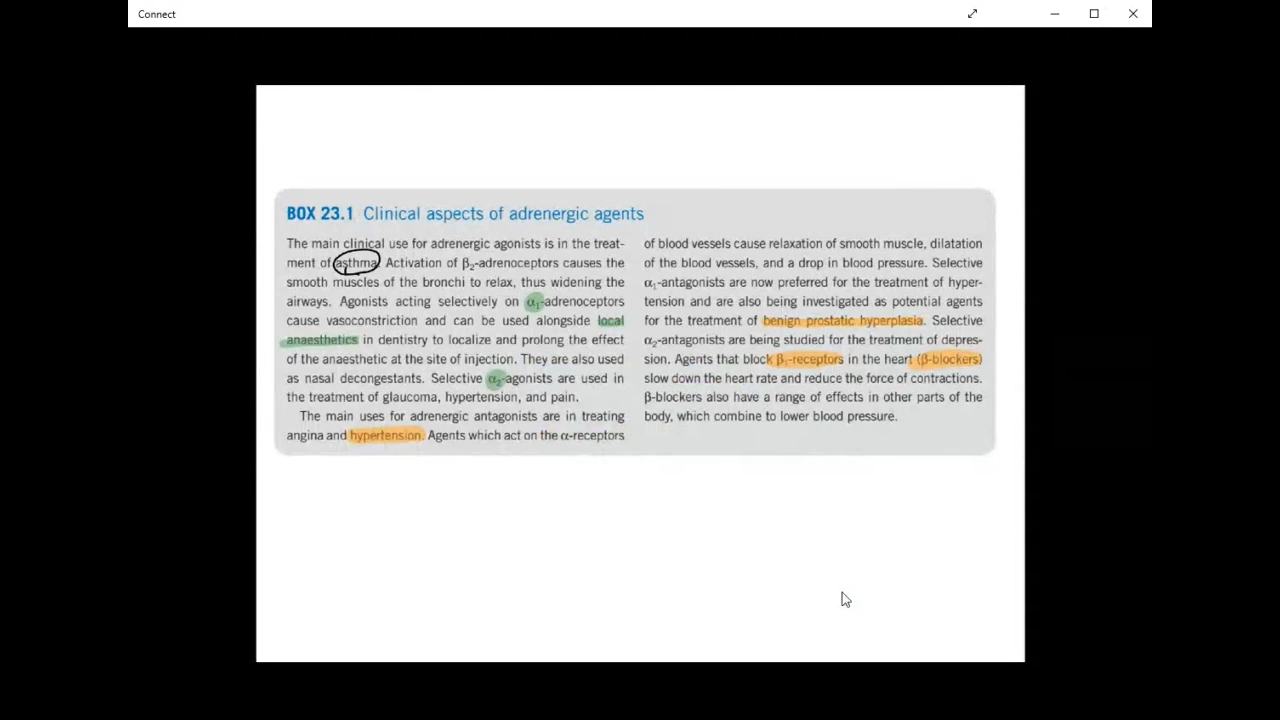 Connect
BOX 23.1 Clinical aspects of adrenergic agents
The main clinical use for adrenergic agonists is in the treat-
ment of asthma. Activation of β₂-adrenoceptors causes the
smooth muscles of the bronchi to relax, thus widening the
airways. Agonists acting selectively on α₁-adrenoceptors
cause vasoconstriction and can be used alongside local
anaesthetics in dentistry to localize and prolong the effect
of the anaesthetic at the site of injection. They are also used
as nasal decongestants. Selective α₂-agonists are used in
the treatment of glaucoma, hypertension, and pain.
The main uses for adrenergic antagonists are in treating
angina and hypertension. Agents which act on the α-receptors
of blood vessels cause relaxation of smooth muscle, dilatation
of the blood vessels, and a drop in blood pressure. Selective
α₁-antagonists are now preferred for the treatment of hyper-
tension and are also being investigated as potential agents
for the treatment of benign prostatic hyperplasia. Selective
α₂-antagonists are being studied for the treatment of depres-
sion. Agents that block β₁-receptors in the heart (β-blockers)
slow down the heart rate and reduce the force of contractions.
β-blockers also have a range of effects in other parts of the
body, which combine to lower blood pressure.